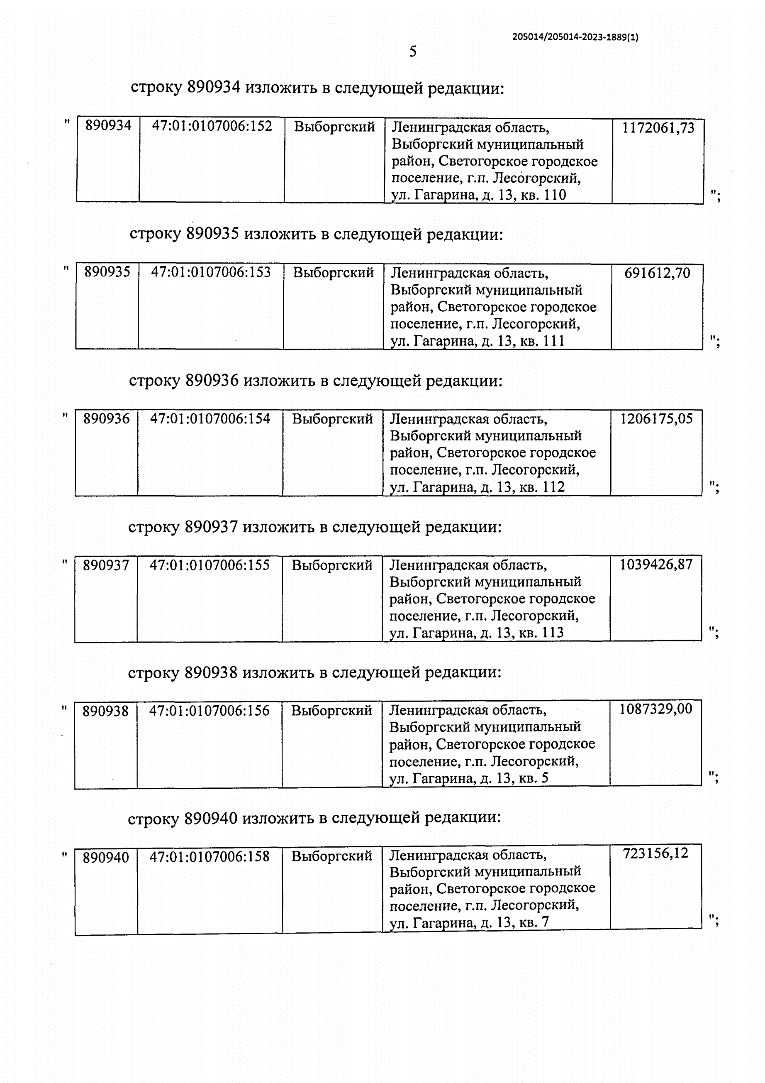 205014/205014-2023-1889(1)
5
строку 890934 изложить в следующей редакции:
" 890934 47:01:0107006:152 Выборгский Ленинградская область, 1172061,73
Выборгский муниципальный
район, Светогорское городское
поселение, г.п. Лесогорский,
ул. Гагарина, д. 13, кв. 110 ";
строку 890935 изложить в следующей редакции:
" 890935 47:01:0107006:153 Выборгский Ленинградская область, 691612,70
Выборгский муниципальный
район, Светогорское городское
поселение, г.п. Лесогорский,
ул. Гагарина, д. 13, кв. 111 ";
строку 890936 изложить в следующей редакции:
" 890936 47:01:0107006:154 Выборгский Ленинградская область, 1206175,05
Выборгский муниципальный
район, Светогорское городское
поселение, г.п. Лесогорский,
ул. Гагарина, д. 13, кв. 112 ";
строку 890937 изложить в следующей редакции:
" 890937 47:01:0107006:155 Выборгский Ленинградская область, 1039426,87
Выборгский муниципальный
район, Светогорское городское
поселение, г.п. Лесогорский,
ул. Гагарина, д. 13, кв. 113 ";
строку 890938 изложить в следующей редакции:
" 890938 47:01:0107006:156 Выборгский Ленинградская область, 1087329,00
Выборгский муниципальный
район, Светогорское городское
поселение, г.п. Лесогорский,
ул. Гагарина, д. 13, кв. 5 ";
строку 890940 изложить в следующей редакции:
" 890940 47:01:0107006:158 Выборгский Ленинградская область, 723156,12
Выборгский муниципальный
район, Светогорское городское
поселение, г.п. Лесогорский,
ул. Гагарина, д. 13, кв. 7 ";